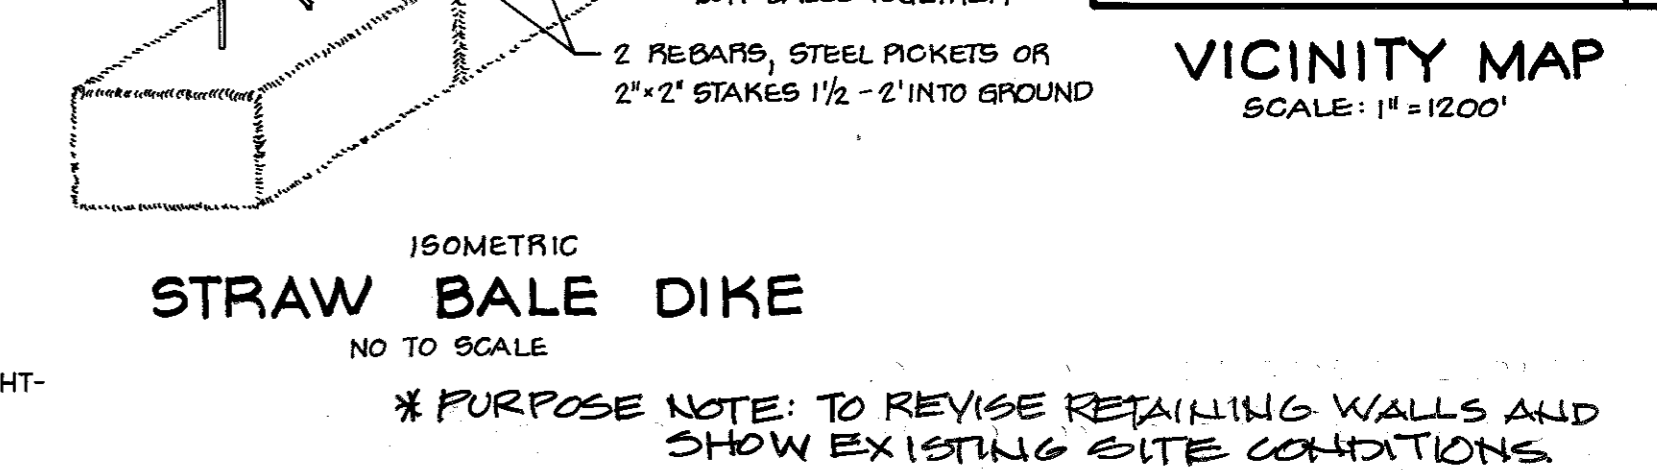 2 REBARS, STEEL PICKETS OR
2"×2" STAKES 1'/2 - 2' INTO GROUND
VICINITY MAP
SCALE: 1" = 1200'
ISOMETRIC
STRAW BALE DIKE
NO TO SCALE
HT-
* PURPOSE NOTE: TO REVISE RETAINING WALLS AND
SHOW EXISTING SITE CONDITIONS.